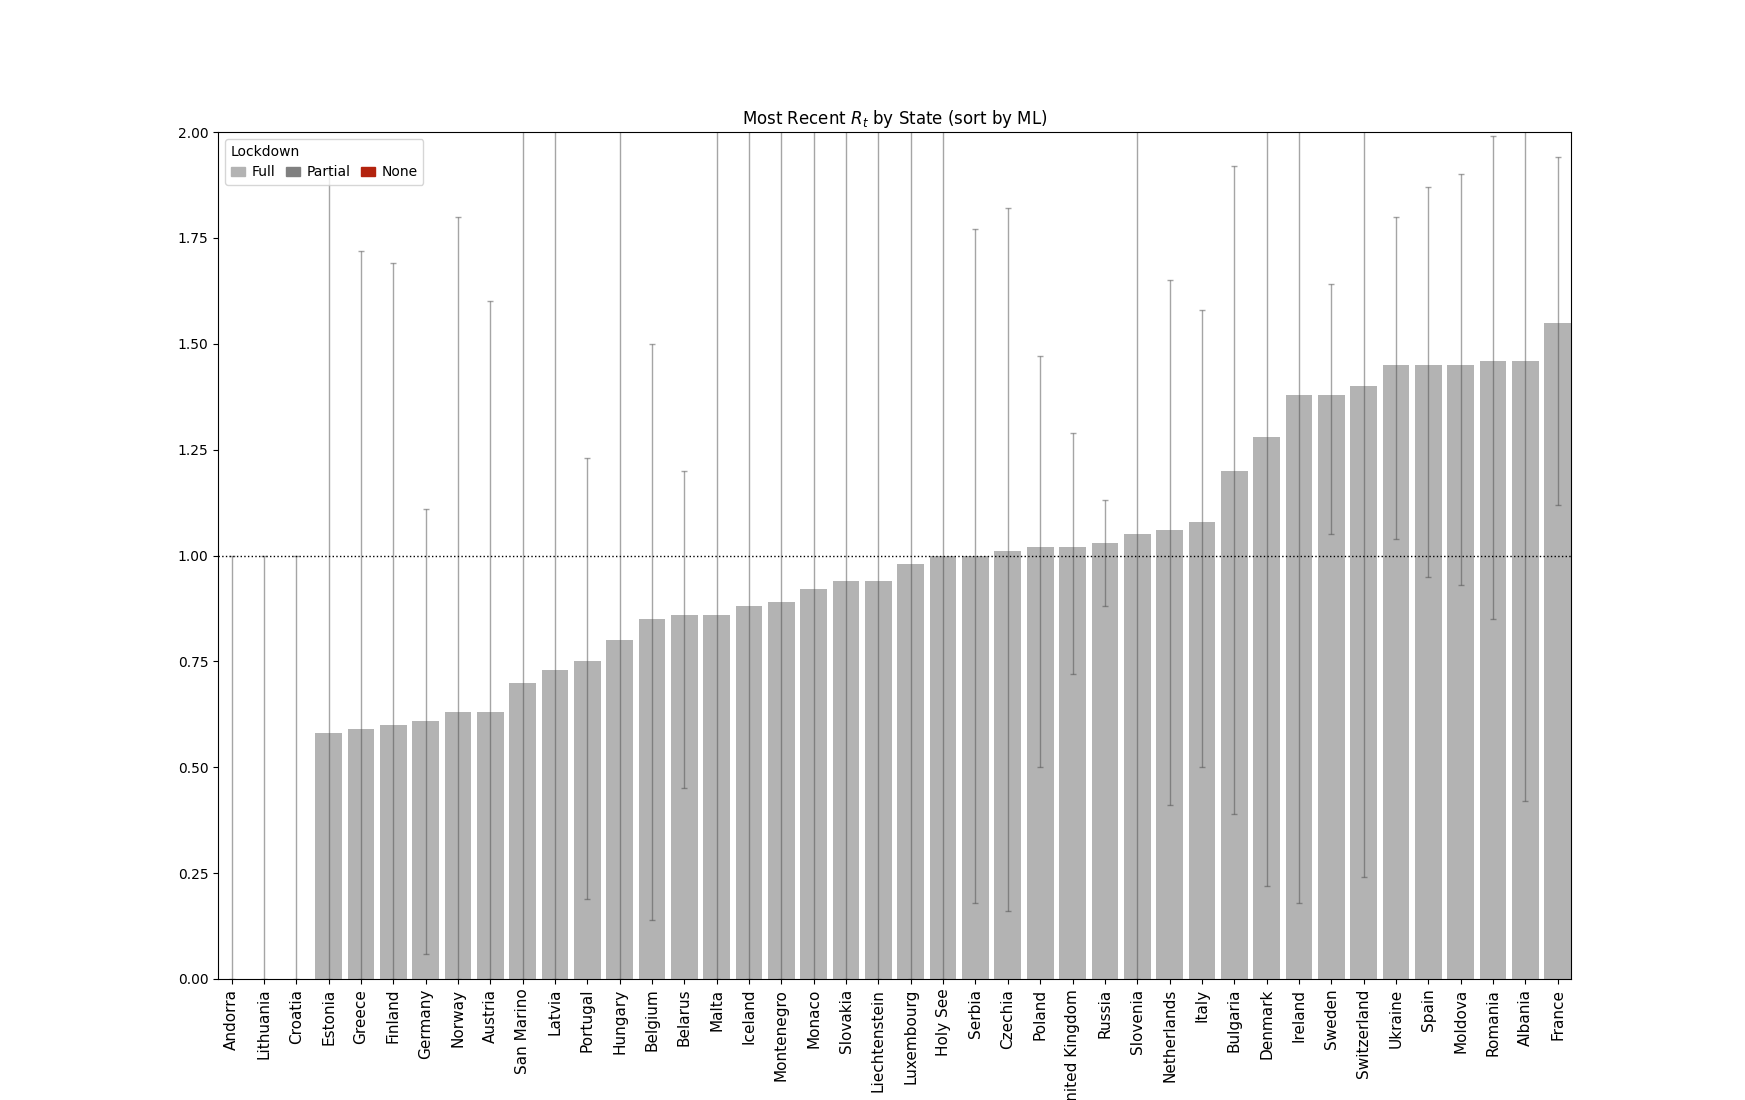 Most Recent Rt by State (sort by ML)
2.00
Lockdown
Full Partial None
1.75
1.50
1.25
1.00
0.75
0.50
0.25
0.00
Andorra
Lithuania
Croatia
Estonia
Greece
Finland
Germany
Norway
Austria
San Marino
Latvia
Portugal
Hungary
Belgium
Belarus
Malta
Iceland
Montenegro
Monaco
Slovakia
Liechtenstein
Luxembourg
Holy See
Serbia
Czechia
Poland
nited Kingdom
Russia
Slovenia
Netherlands
Italy
Bulgaria
Denmark
Ireland
Sweden
Switzerland
Ukraine
Spain
Moldova
Romania
Albania
France